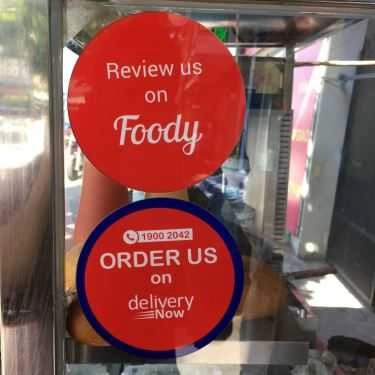 Review us
on
Foody
1900 2042
ORDER US
on
delivery
Now